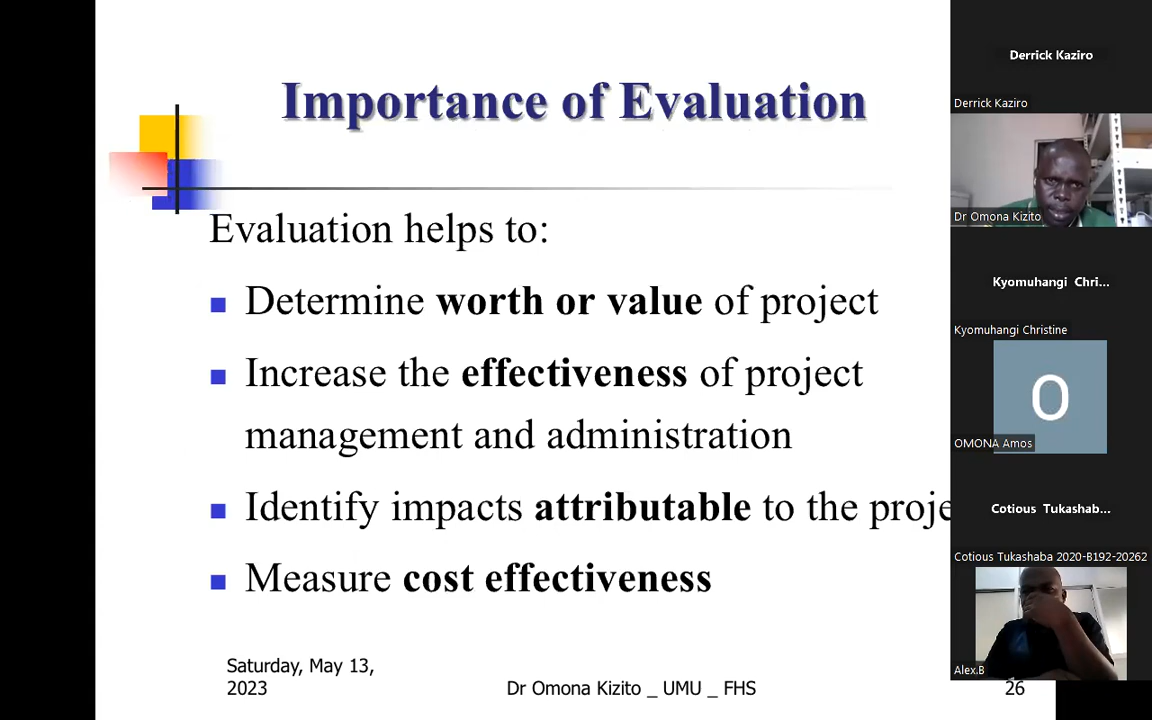 Importance of Evaluation
Evaluation helps to:
Determine worth or value of project
Increase the effectiveness of project
management and administration
Identify impacts attributable to the proje
Measure cost effectiveness
Saturday, May 13,
2023
Dr Omona Kizito _ UMU _ FHS
26
Derrick Kaziro
Derrick Kaziro
Dr Omona Kizito
Kyomuhangi Chri...
Kyomuhangi Christine
O
OMONA Amos
Cotious Tukashab...
Cotious Tukashaba 2020-B192-20262
Alex.B